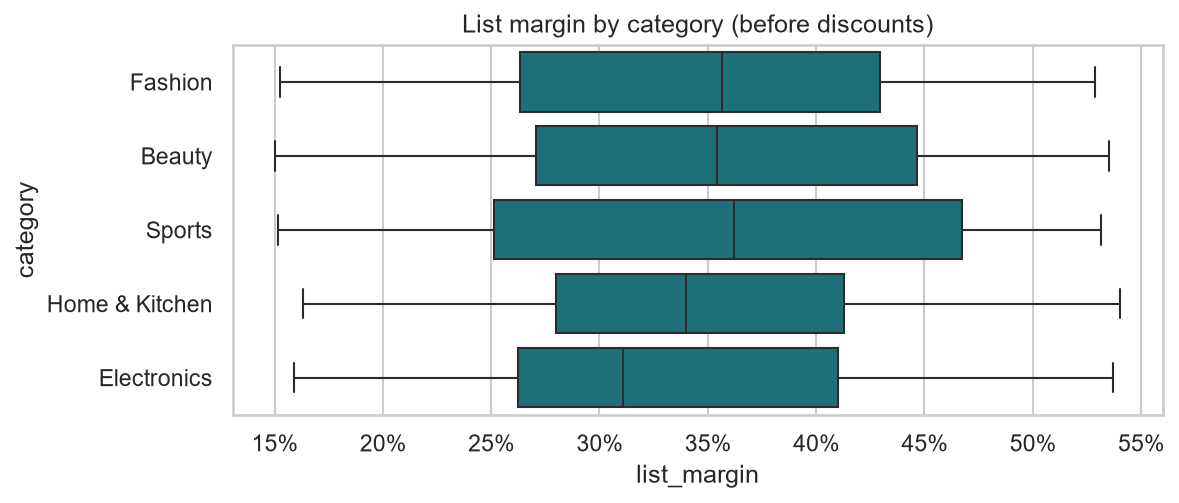 List margin by category (before discounts)
category
Fashion
Beauty
Sports
Home & Kitchen
Electronics
15% 20% 25% 30% 35% 40% 45% 50% 55%
list_margin